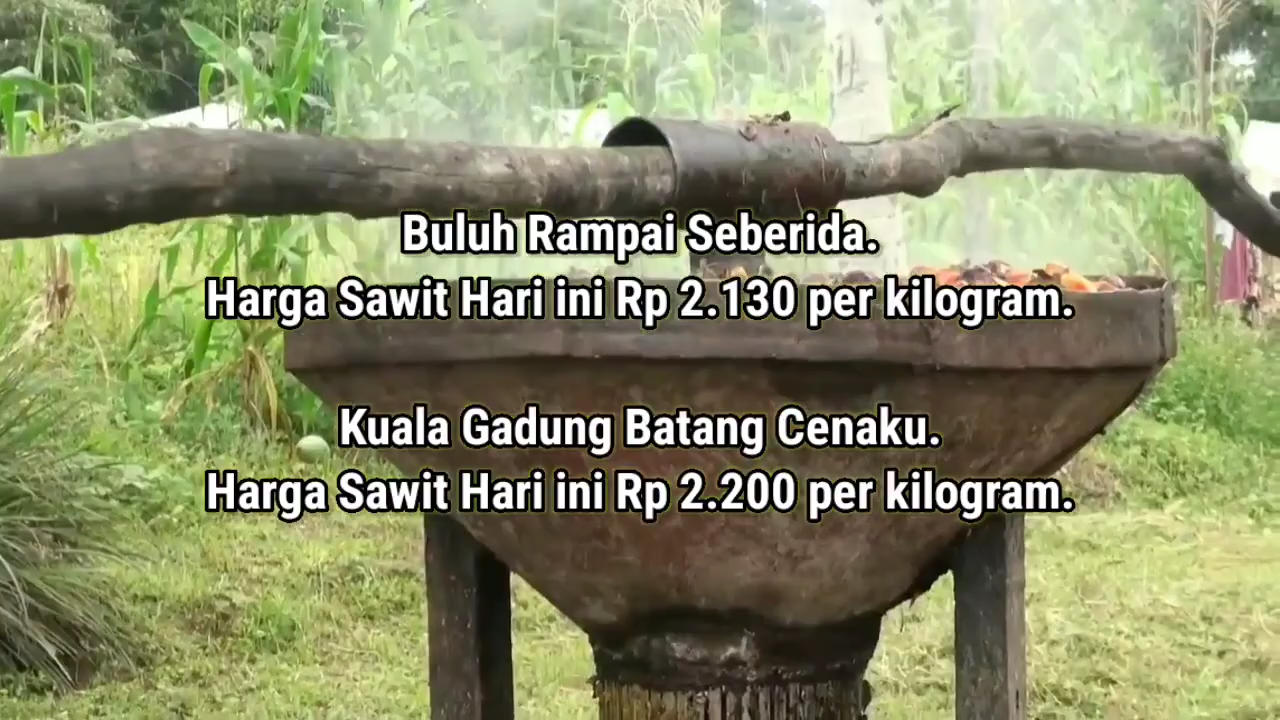 Buluh Rampai Seberida.
Harga Sawit Hari ini Rp 2.130 per kilogram.
Kuala Gadung Batang Cenaku.
Harga Sawit Hari ini Rp 2.200 per kilogram.